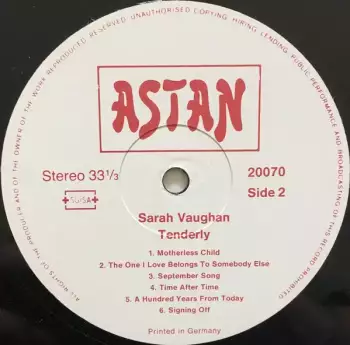 ALL RIGHTS OF THE PRODUCER AND OF THE OWNER OF THE WORK REPRODUCED RESERVED. UNAUTHORISED COPYING, HIRING, LENDING, PUBLIC PERFORMANCE AND BROADCASTING OF THIS RECORD PROHIBITED.
ASTAN
Stereo 33 1/3
20070
SUISA
Side 2
Sarah Vaughan
Tenderly
1. Motherless Child
2. The One I Love Belongs To Somebody Else
3. September Song
4. Time After Time
5. A Hundred Years From Today
6. Signing Off
Printed in Germany